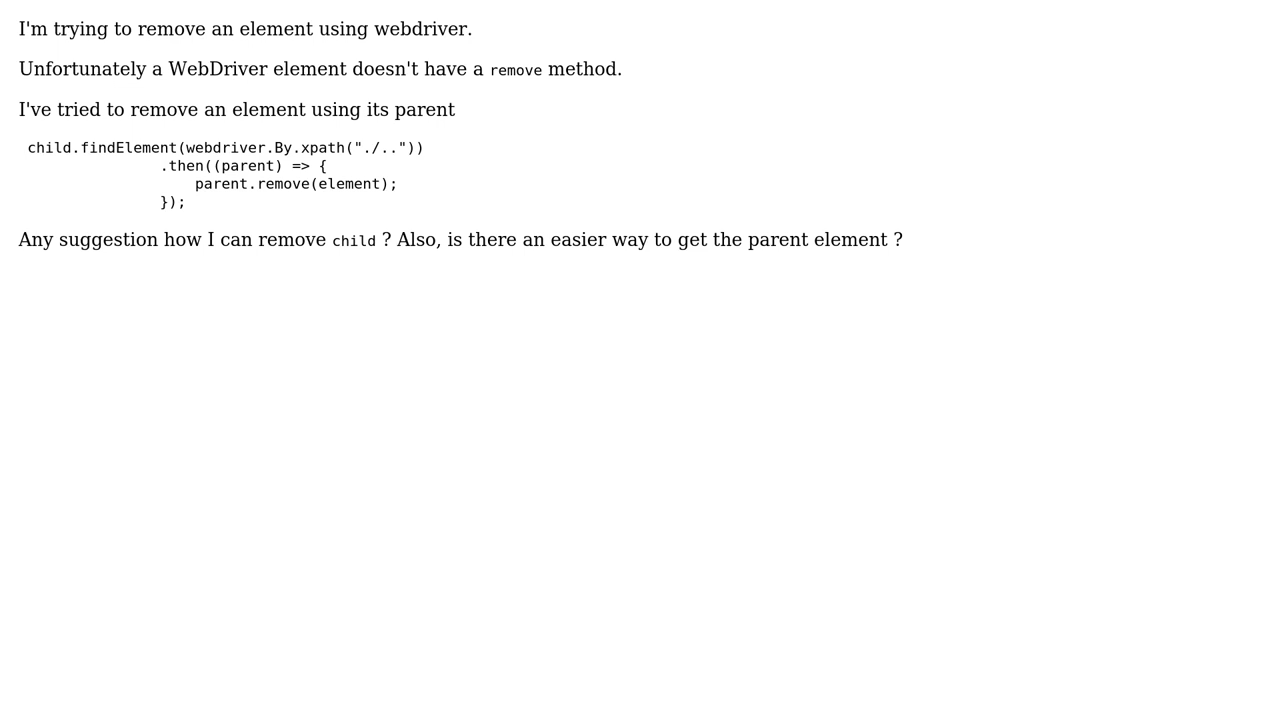 I'm trying to remove an element using webdriver.
Unfortunately a WebDriver element doesn't have a remove method.
I've tried to remove an element using its parent
child.findElement(webdriver.By.xpath("./.."))
.then((parent) => {
parent.remove(element);
});
Any suggestion how I can remove child ? Also, is there an easier way to get the parent element ?